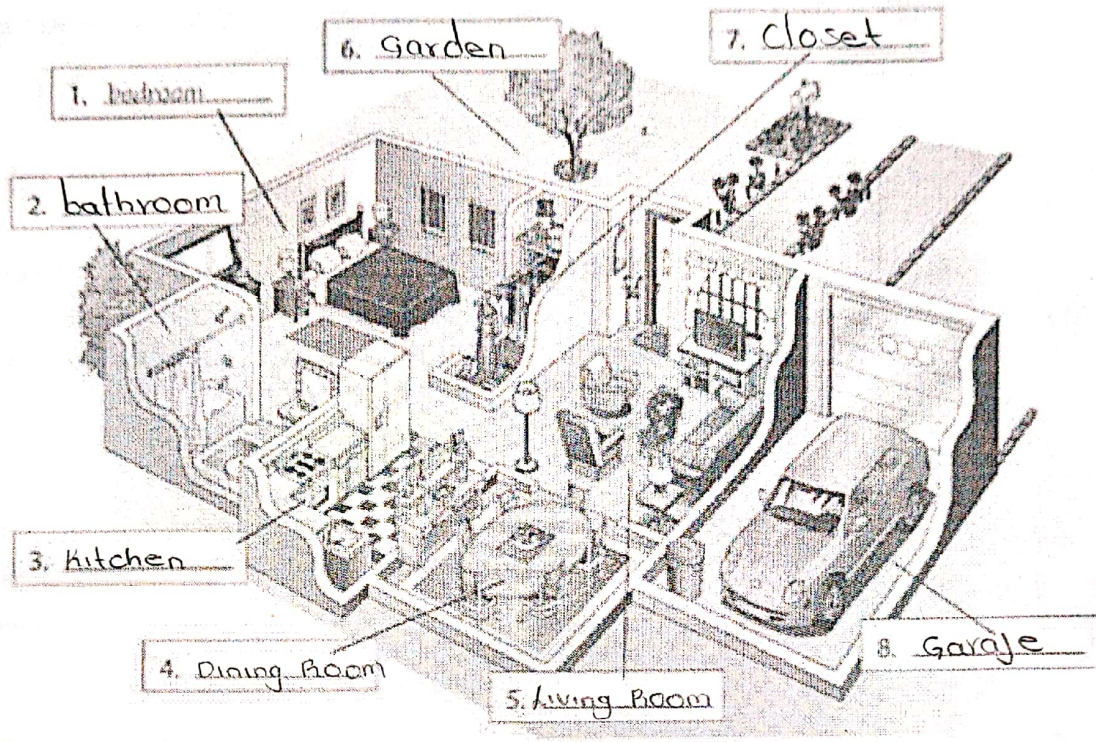 6. Garden
7. Closet
1. bedroom
2. bathroom
3. Kitchen
4. Dining Room
5. Living Room
8. Garaje